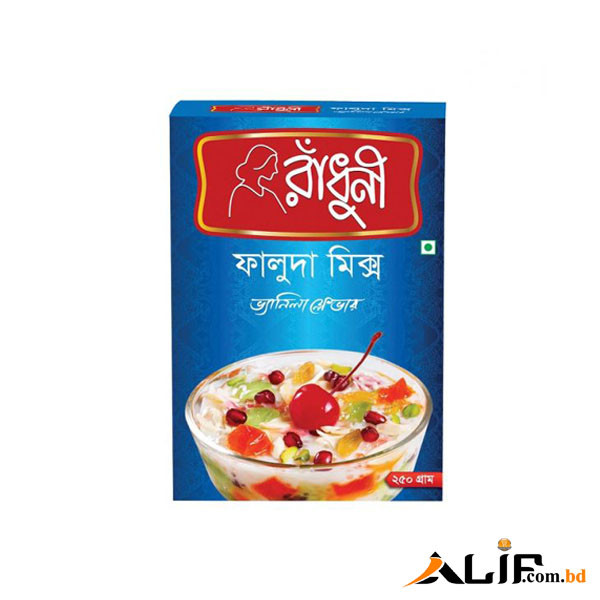 রাঁধুনী
ফালুদা মিক্স
ভ্যানিলা ফ্লেভার
রাঁধুনী
ফালুদা মিক্স
ভ্যানিলা ফ্লেভার
২৫০ গ্রাম
ALIF.com.bd